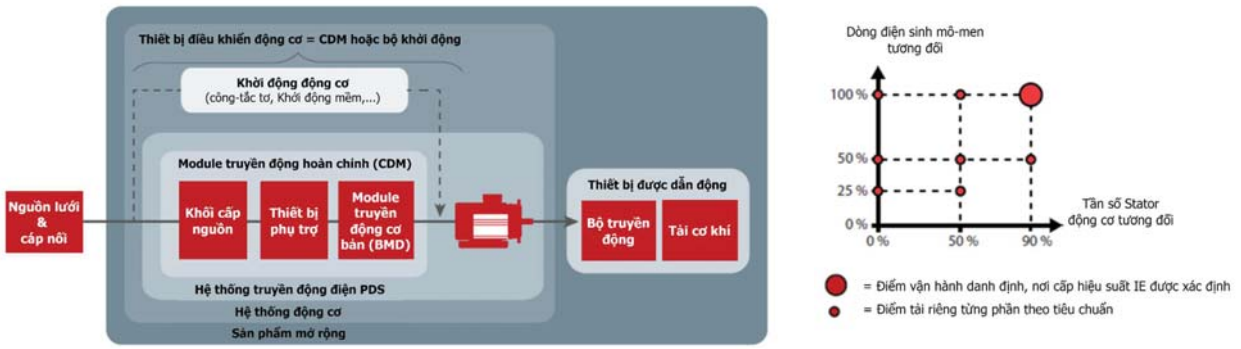 Thiết bị điều khiển động cơ = CDM hoặc bộ khởi động
Khời động động cơ
(công-tắc tơ, Khởi động mềm,...)
Module truyền động hoàn chỉnh (CDM)
Nguồn lưới
&
cáp nối
Khối cấp
nguồn
Thiết bị
phụ trợ
Module
truyền
động cơ
bản (BMD)
Thiết bị được dẫn động
Bộ truyền
động
Tải cơ khí
Hệ thống truyền động điện PDS
Hệ thống động cơ
Sản phẩm mở rộng
Dòng điện sinh mô-men
tương đối
100 %
50 %
25 %
0 %
0 %
50 %
90 %
Tần số Stator
động cơ tương đối
= Điểm vận hành danh định, nơi cấp hiệu suất IE được xác định
= Điểm tải riêng từng phần theo tiêu chuẩn